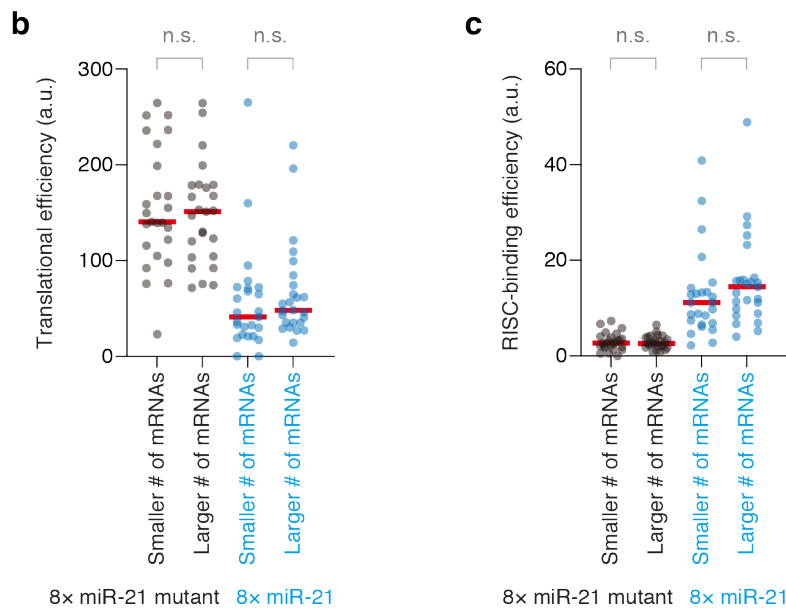 b
n.s.
n.s.
Translational efficiency (a.u.)
300
200
100
0
Smaller # of mRNAs
Larger # of mRNAs
Smaller # of mRNAs
Larger # of mRNAs
8× miR-21 mutant
8× miR-21
c
n.s.
n.s.
RISC-binding efficiency (a.u.)
60
40
20
0
Smaller # of mRNAs
Larger # of mRNAs
Smaller # of mRNAs
Larger # of mRNAs
8× miR-21 mutant
8× miR-21